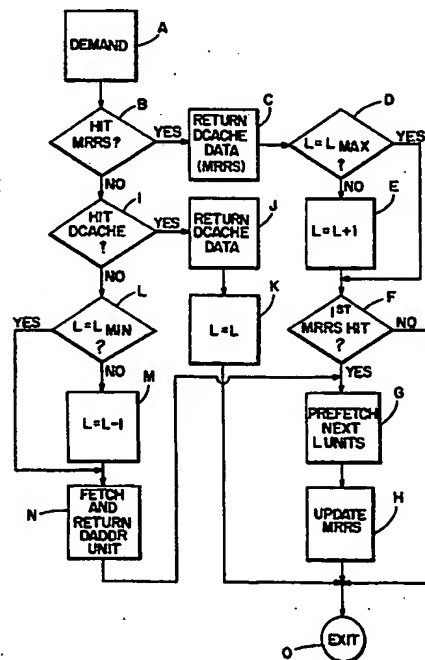 A
DEMAND
B
HIT
MRRS?
YES
NO
C
RETURN
DCACHE
DATA
(MRRS)
D
L=L MAX
?
YES
NO
E
L=L+1
I
HIT
DCACHE
?
YES
NO
J
RETURN
DCACHE
DATA
K
L=L
F
1ST
MRRS HIT
?
NO
YES
L
L=L MIN
?
YES
NO
M
L=L-1
G
PREFETCH
NEXT
L UNITS
N
FETCH
AND
RETURN
DADDR
UNIT
H
UPDATE
MRRS
O
EXIT